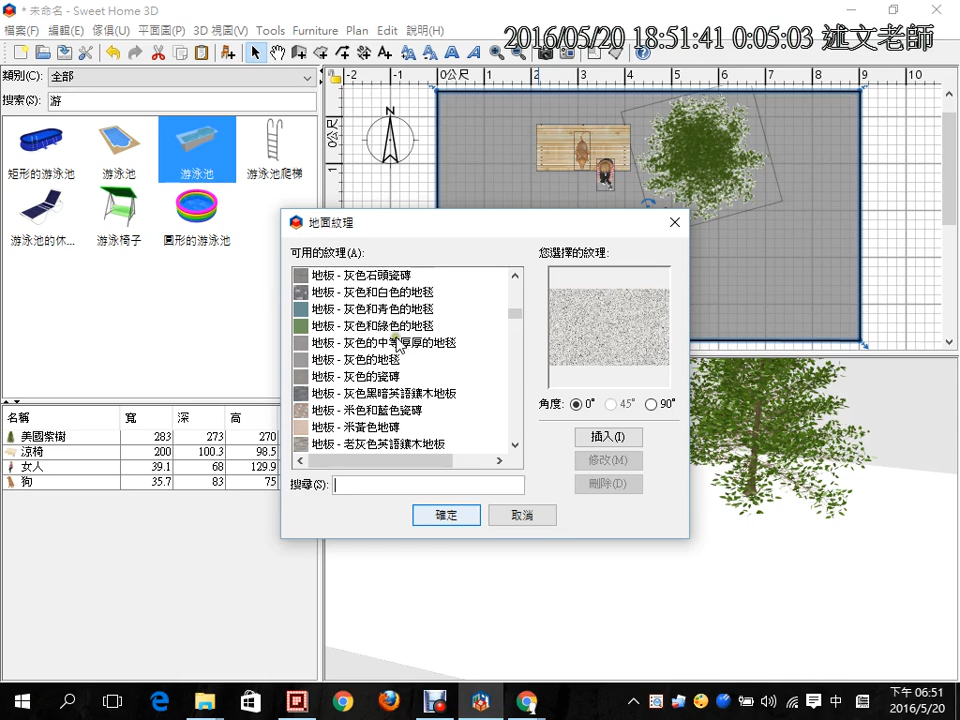 * 未命名 - Sweet Home 3D
檔案(F) 編輯(E) 傢俱(U) 平面圖(P) 3D 視圖(V) Tools Furniture Plan Edit 說明(H)
2016/05/20 18:51:41 0:05:03 述文老師
類別(C): 全部
搜索(S): 游
矩形的游泳池 游泳池 游泳池 游泳池爬梯
游泳池的休... 游泳椅子 圓形的游泳池
名稱 寬 深 高
美國紫樹 283 273 270
涼椅 200 100.3 98.5
女人 39.1 68 129.9
狗 35.7 83 75
-2 -1 0公尺 1 2 3 4 5 6 7 8 9 10
0公尺
1
N
地面紋理
可用的紋理(A):
地板 - 灰色石頭瓷磚
地板 - 灰色和白色的地毯
地板 - 灰色和青色的地毯
地板 - 灰色和綠色的地毯
地板 - 灰色的中等厚厚的地毯
地板 - 灰色的地毯
地板 - 灰色的瓷磚
地板 - 灰色黑暗英語鑲木地板
地板 - 米色和藍色瓷磚
地板 - 米黃色地磚
地板 - 老灰色英語鑲木地板
搜尋(S):
您選擇的紋理:
角度: 0° 45° 90°
插入(I)
修改(M)
刪除(D)
確定 取消
中
下午 06:51
2016/5/20